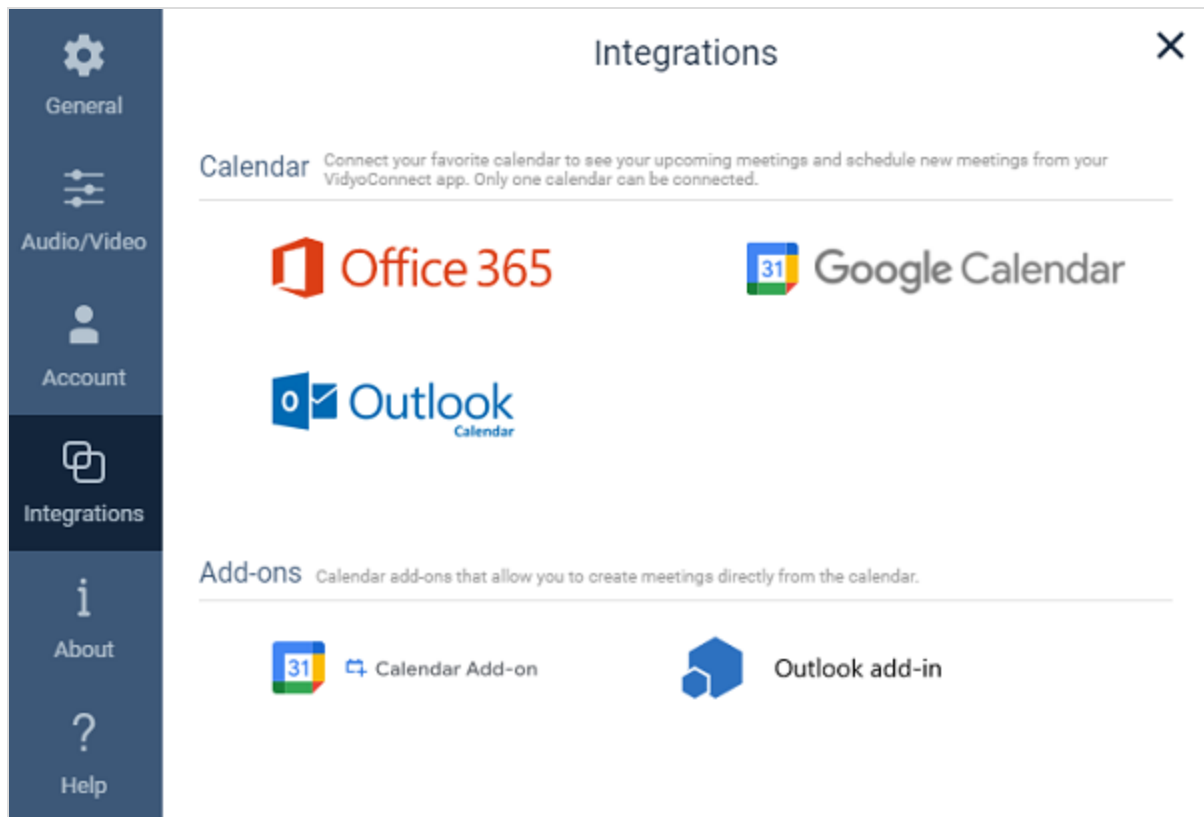 General
Audio/Video
Account
Integrations
About
Help
Integrations
Calendar Connect your favorite calendar to see your upcoming meetings and schedule new meetings from your
VidyoConnect app. Only one calendar can be connected.
Office 365
31 Google Calendar
Outlook
Calendar
Add-ons Calendar add-ons that allow you to create meetings directly from the calendar.
31 Calendar Add-on
Outlook add-in